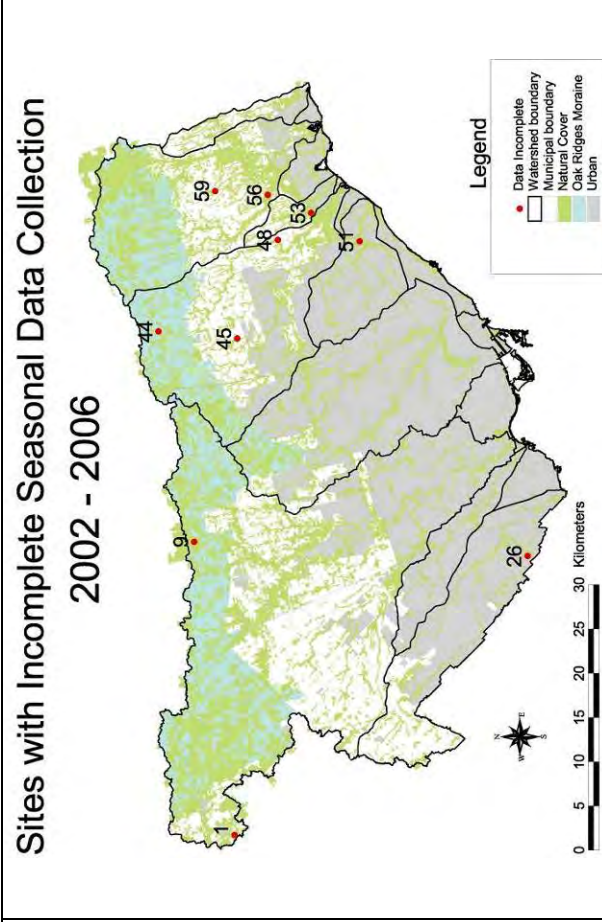 Sites with Incomplete Seasonal Data Collection
2002 - 2006
44
59
9
45
56
48
53
1
51
26
N
W
E
S
0 5 10 15 20 25 30 Kilometers
Legend
Data Incomplete
Watershed boundary
Municipal boundary
Natural Cover
Oak Ridges Moraine
Urban